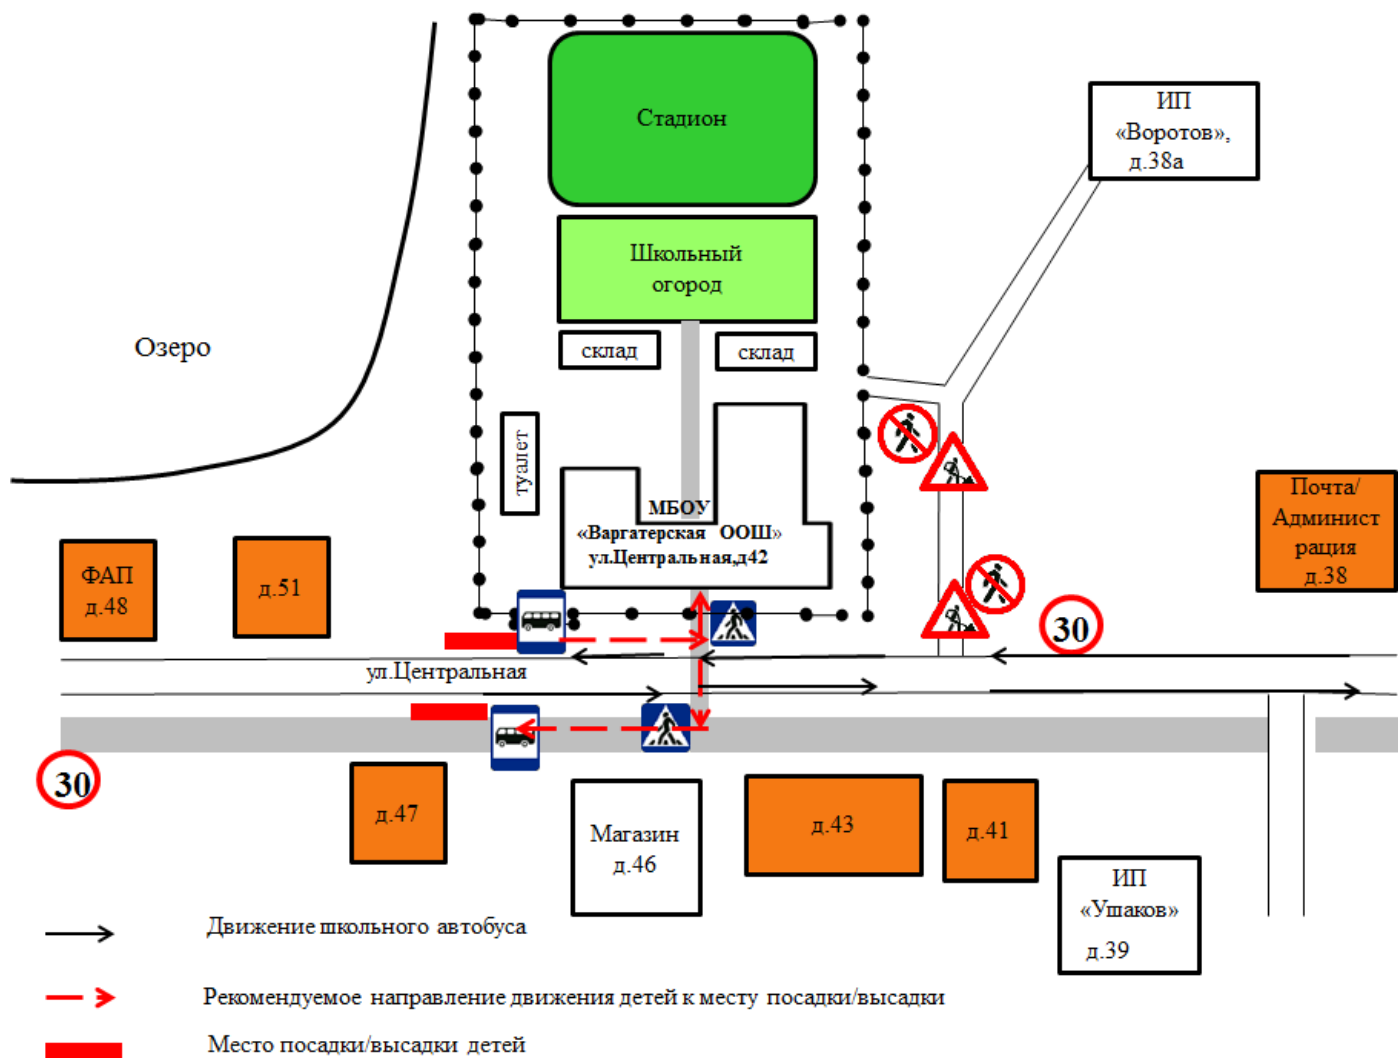 Стадион
ИП
«Воротов»,
д.38а
Школьный
огород
Озеро
склад
склад
туалет
МБОУ
«Варгатерская ООШ»
ул.Центральная,д42
Почта/
Админист
рация
д.38
ФАП
д.48
д.51
30
ул.Центральная
30
д.47
Магазин
д.46
д.43
д.41
ИП
«Ушаков»
д.39
Движение школьного автобуса
Рекомендуемое направление движения детей к месту посадки/высадки
Место посадки/высадки детей